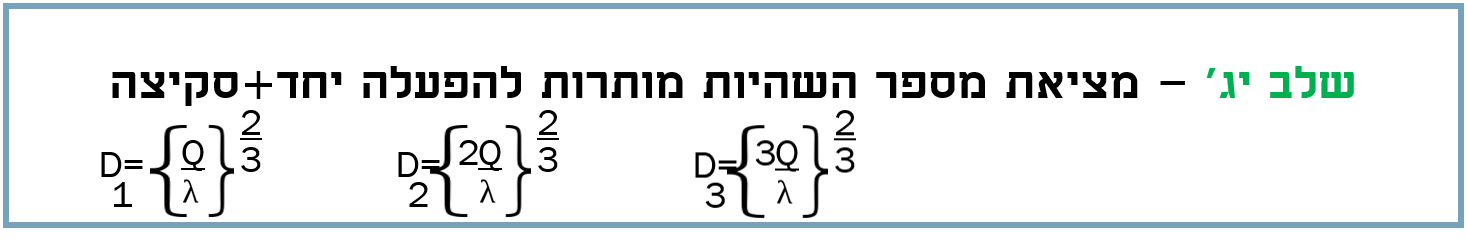 שלב יג' - מציאת מספר השהיות מותרות להפעלה יחד+סקיצה
D₁={Q/λ}^(2/3) D₂={2Q/λ}^(2/3) D₃={3Q/λ}^(2/3)